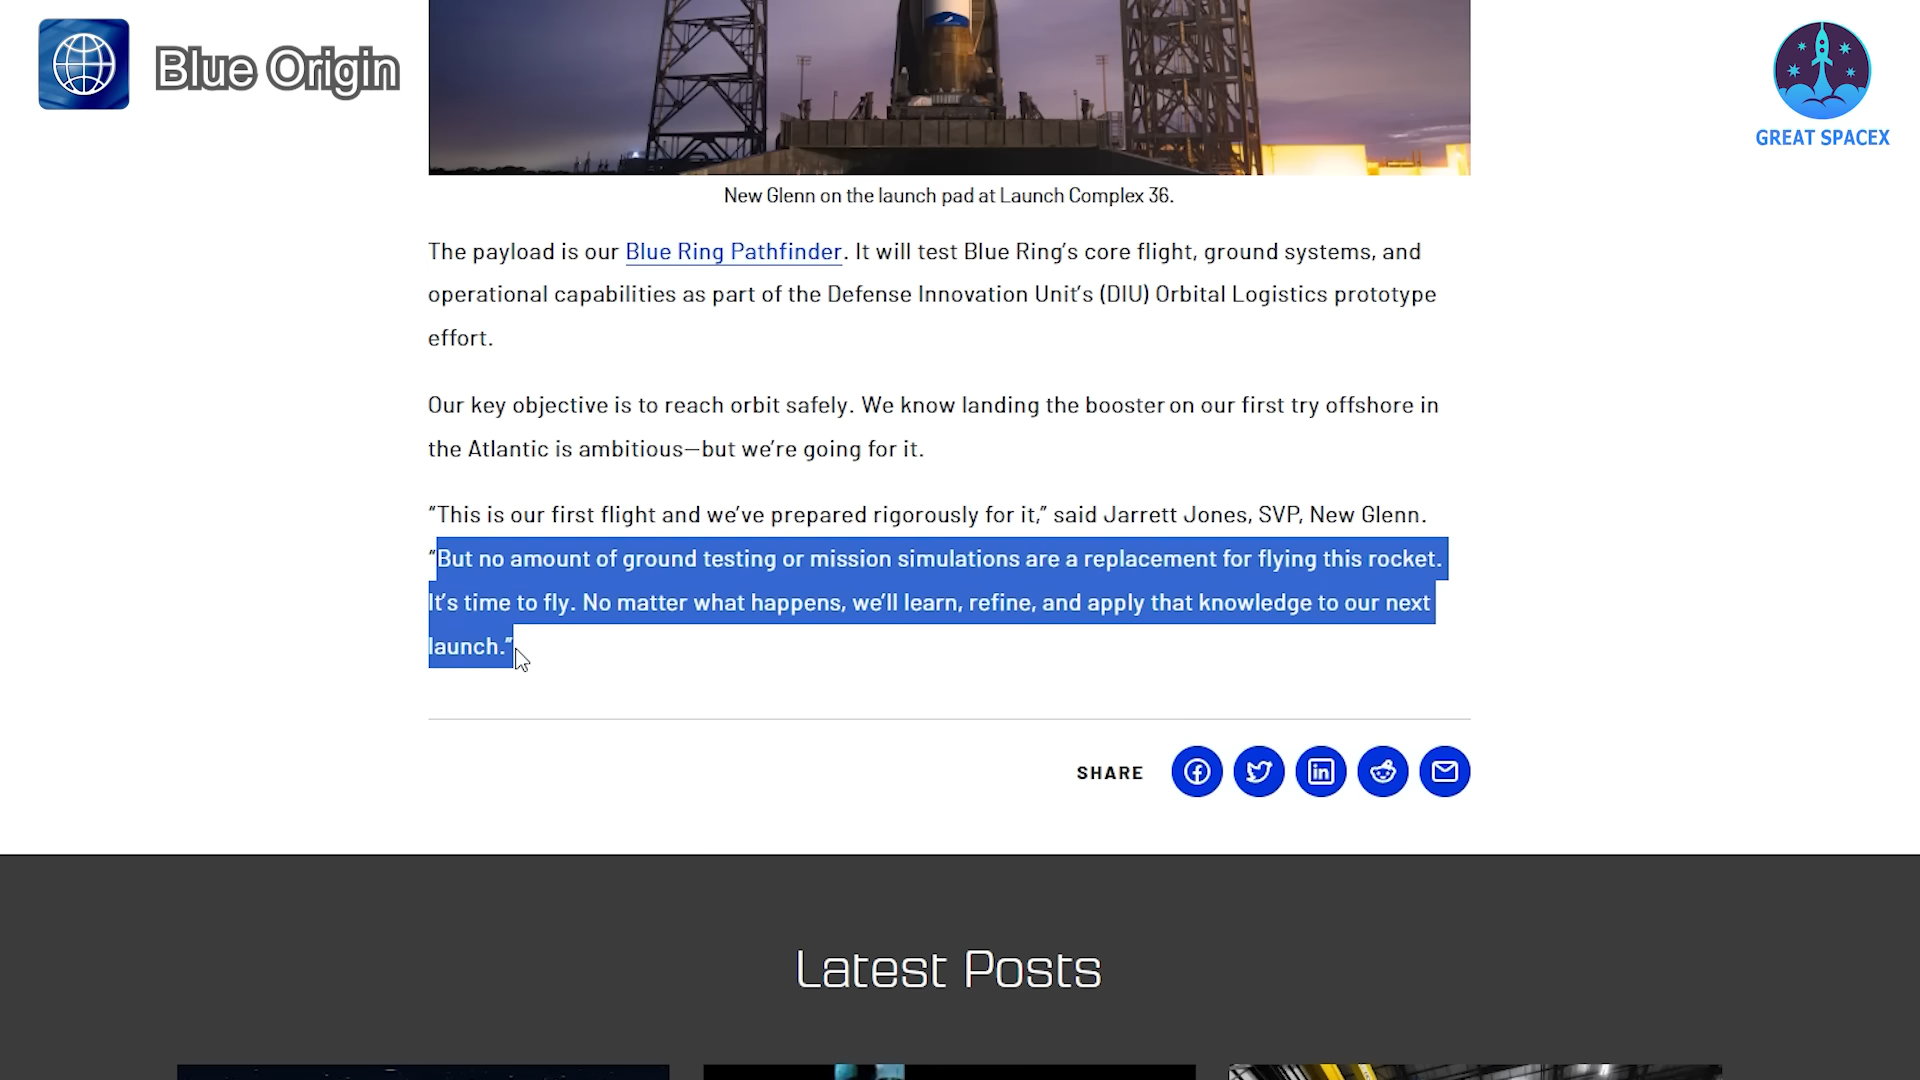 Blue Origin
GREAT SPACEX
New Glenn on the launch pad at Launch Complex 36.
The payload is our Blue Ring Pathfinder. It will test Blue Ring’s core flight, ground systems, and
operational capabilities as part of the Defense Innovation Unit’s (DIU) Orbital Logistics prototype
effort.
Our key objective is to reach orbit safely. We know landing the booster on our first try offshore in
the Atlantic is ambitious—but we’re going for it.
“This is our first flight and we’ve prepared rigorously for it,” said Jarrett Jones, SVP, New Glenn.
“But no amount of ground testing or mission simulations are a replacement for flying this rocket.
It’s time to fly. No matter what happens, we’ll learn, refine, and apply that knowledge to our next
launch.”
SHARE
Latest Posts